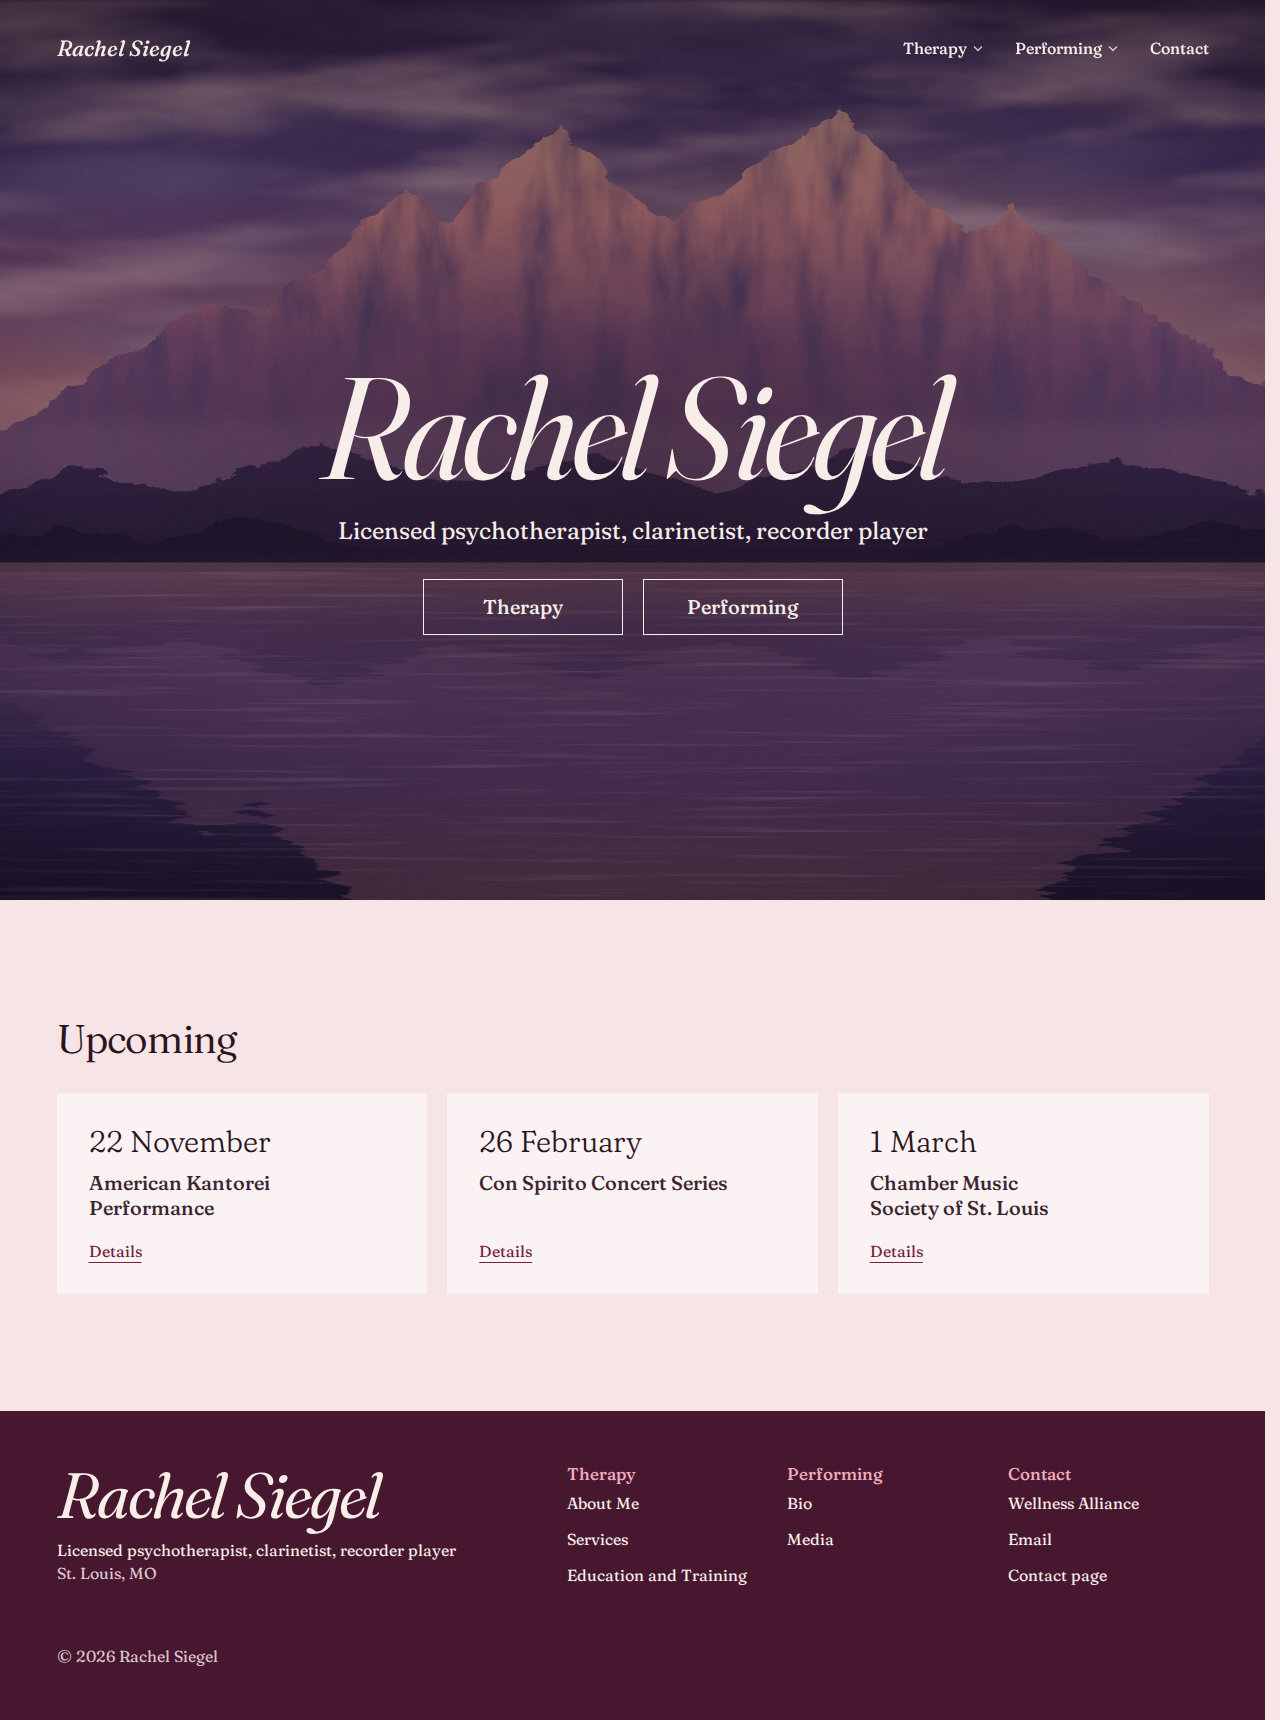 Rachel Siegel
Therapy
Performing
Contact
Rachel Siegel
Licensed psychotherapist, clarinetist, recorder player
Therapy
Performing
Upcoming
22 November
American Kantorei
Performance
Details
26 February
Con Spirito Concert Series
Details
1 March
Chamber Music
Society of St. Louis
Details
Rachel Siegel
Licensed psychotherapist, clarinetist, recorder player
St. Louis, MO
Therapy
About Me
Services
Education and Training
Performing
Bio
Media
Contact
Wellness Alliance
Email
Contact page
© 2026 Rachel Siegel